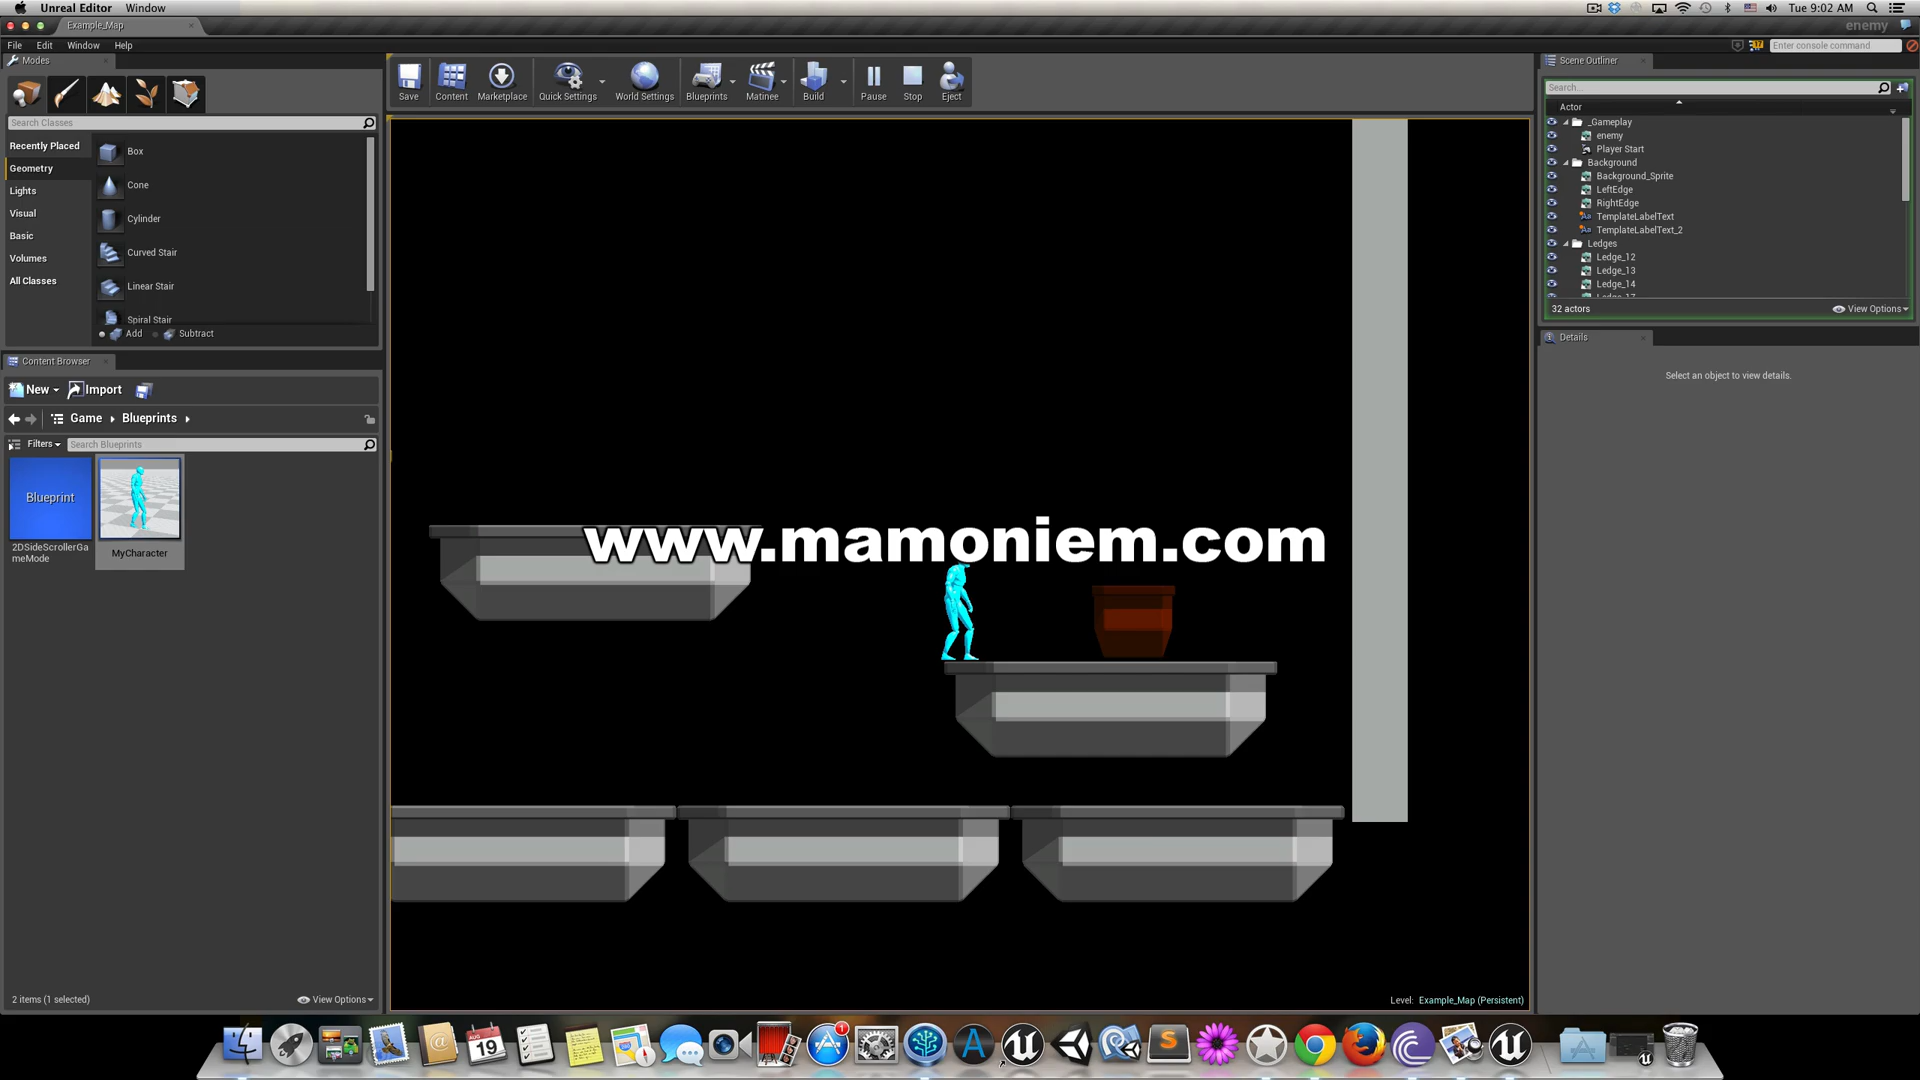 Unreal Editor Window
Tue 9:02 AM
Example_Map
enemy
File Edit Window Help
Enter console command
Modes
Save Content Marketplace Quick Settings World Settings Blueprints Matinee Build Pause Stop Eject
Scene Outliner
Search...
Search Classes
Actor
Recently Placed
Geometry
Lights
Visual
Basic
Volumes
All Classes
Box
Cone
Cylinder
Curved Stair
Linear Stair
Spiral Stair
Add Subtract
_Gameplay
enemy
Player Start
Background
Background_Sprite
LeftEdge
RightEdge
TemplateLabelText
TemplateLabelText_2
Ledges
Ledge_12
Ledge_13
Ledge_14
32 actors View Options
Details
Select an object to view details.
Content Browser
New Import
Game Blueprints
Filters Search Blueprints
Blueprint
2DSideScrollerGa
meMode
MyCharacter
www.mamoniem.com
2 items (1 selected) View Options
Level: Example_Map (Persistent)
AUG
19
1